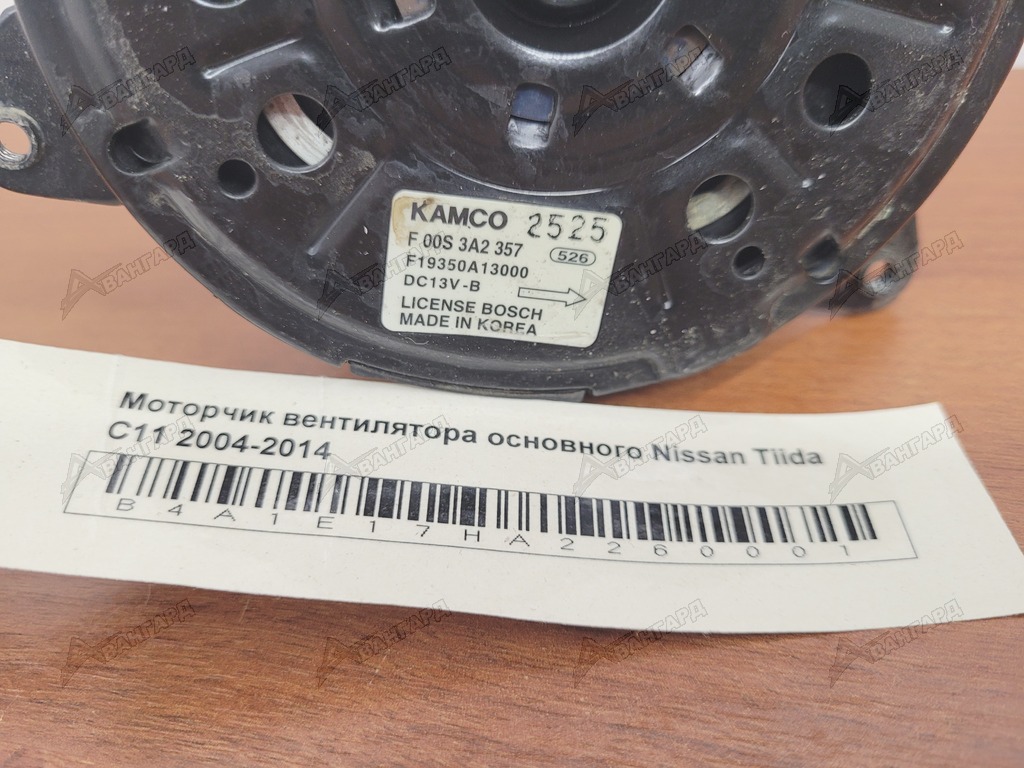 KAMCO 2525
F 00S 3A2 357 526
F19350A13000
DC13V-B
LICENSE BOSCH
MADE IN KOREA
Моторчик вентилятора основного Nissan Tiida
C11 2004-2014
B4A1E17HA2260001
АВАНГАРД